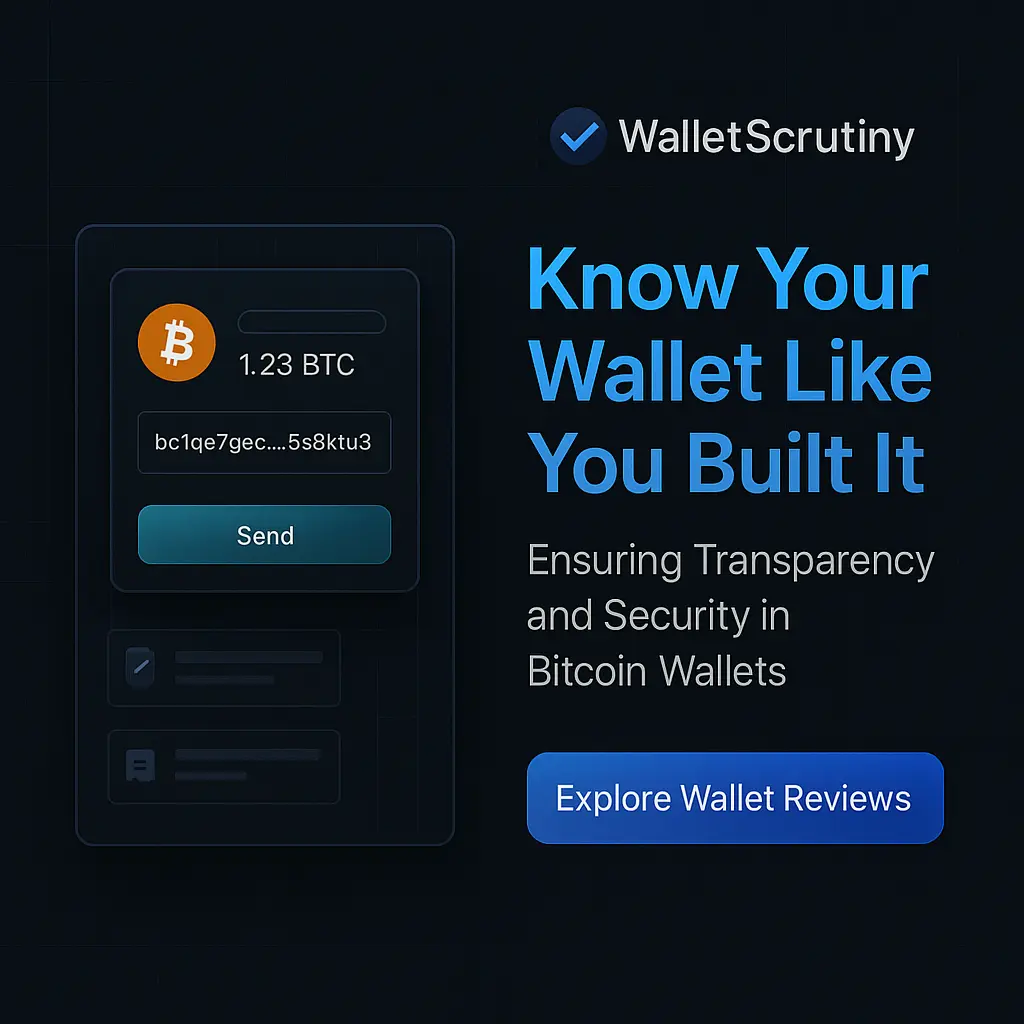 WalletScrutiny
Know Your
Wallet Like
You Built It
Ensuring Transparency
and Security in
Bitcoin Wallets
Explore Wallet Reviews
1.23 BTC
bc1qe7gec....5s8ktu3
Send